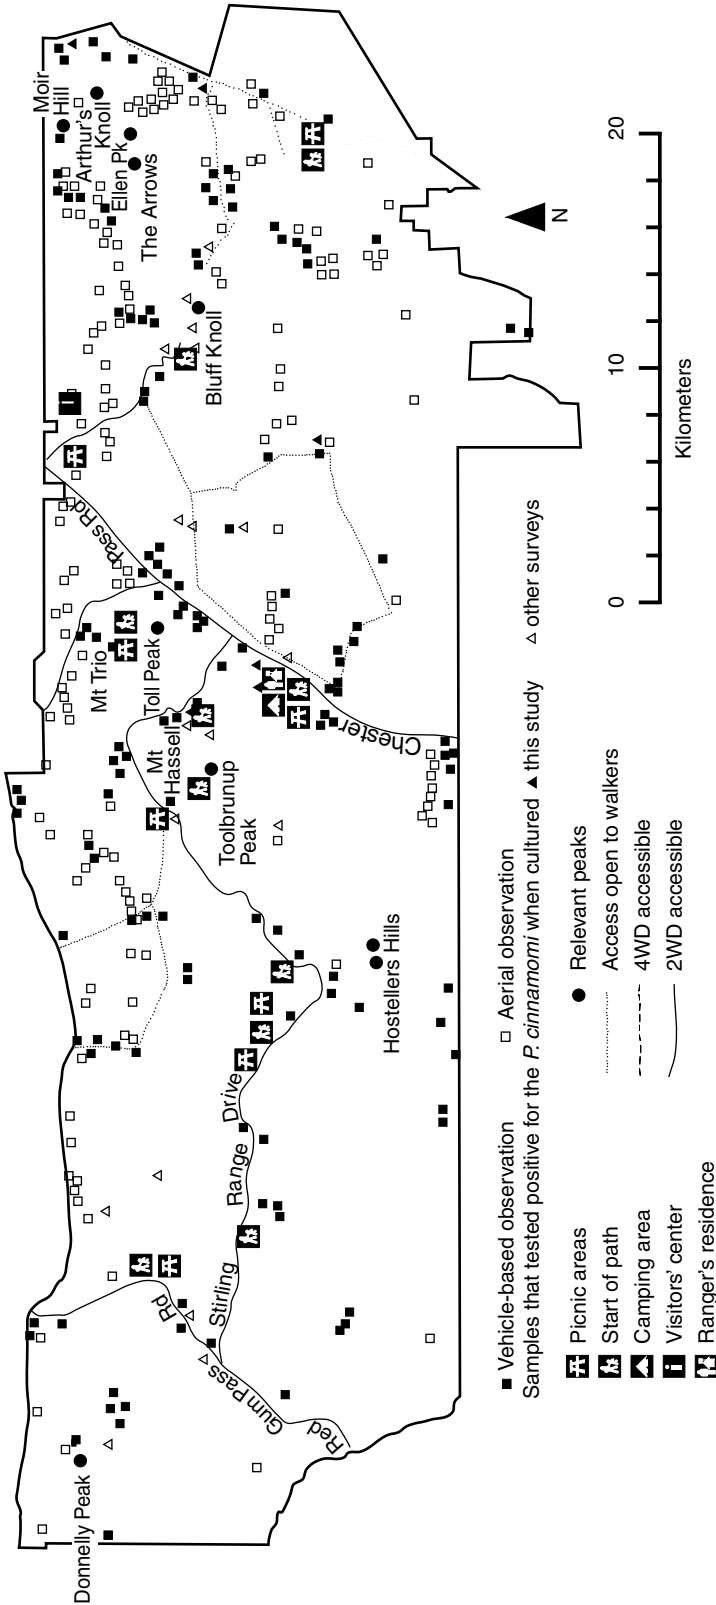 Donnelly Peak
Red
Gum Pass
Rd
Stirling
Range
Drive
Hostellers Hills
Toolbrunup
Peak
Mt
Hassell
Toll Peak
Mt Trio
Chester
Pass Rd
Bluff Knoll
The Arrows
Ellen Pk
Arthur's
Knoll
Moir
Hill
N
0
10
20
Kilometers
Vehicle-based observation
Aerial observation
Samples that tested positive for the P. cinnamomi when cultured
this study
other surveys
Picnic areas
Start of path
Camping area
Visitors' center
Ranger's residence
Relevant peaks
Access open to walkers
4WD accessible
2WD accessible